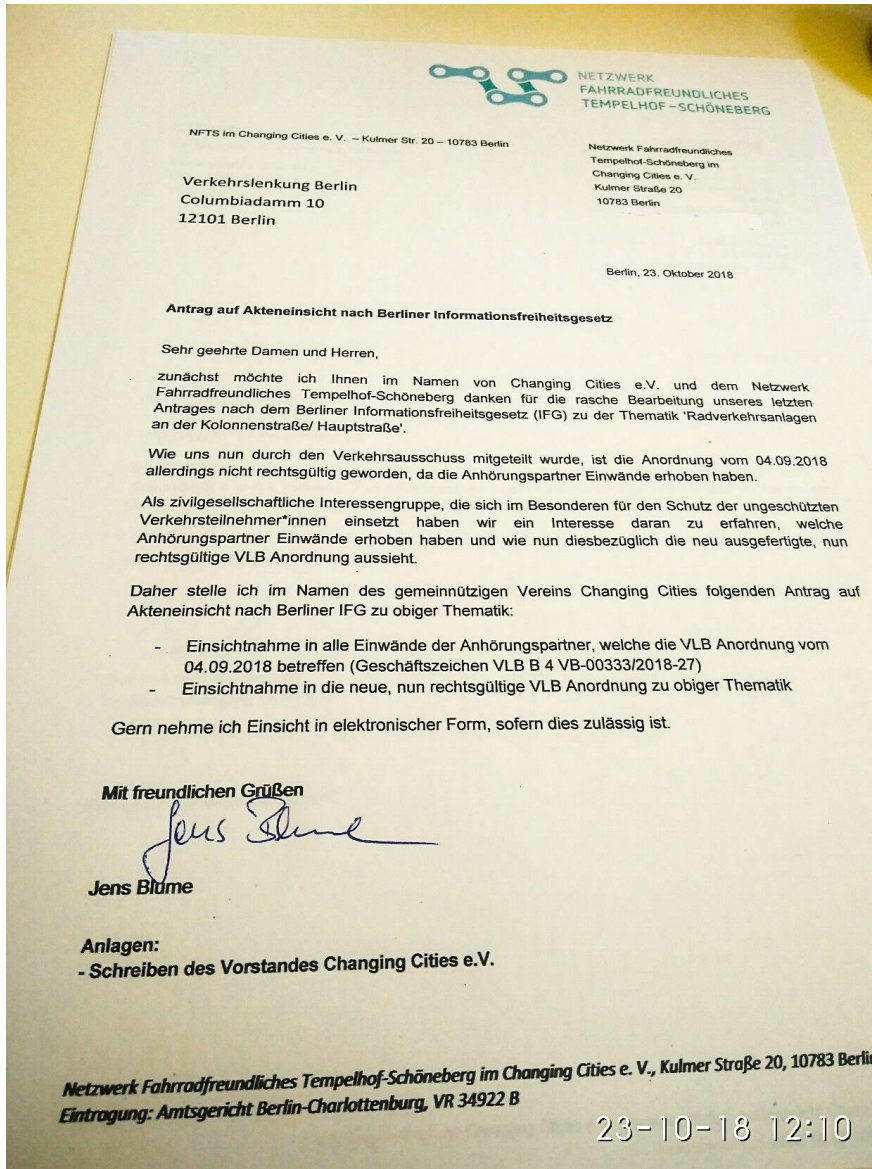 NETZWERK
FAHRRADFREUNDLICHES
TEMPELHOF-SCHÖNEBERG
NFTS im Changing Cities e. V. – Kulmer Str. 20 – 10783 Berlin
Netzwerk Fahrradfreundliches
Tempelhof-Schöneberg im
Changing Cities e. V.
Kulmer Straße 20
10783 Berlin
Verkehrslenkung Berlin
Columbiadamm 10
12101 Berlin
Berlin, 23. Oktober 2018
Antrag auf Akteneinsicht nach Berliner Informationsfreiheitsgesetz
Sehr geehrte Damen und Herren,
zunächst möchte ich Ihnen im Namen von Changing Cities e.V. und dem Netzwerk
Fahrradfreundliches Tempelhof-Schöneberg danken für die rasche Bearbeitung unseres letzten
Antrages nach dem Berliner Informationsfreiheitsgesetz (IFG) zu der Thematik 'Radverkehrsanlagen
an der Kolonnenstraße/ Hauptstraße'.
Wie uns nun durch den Verkehrsausschuss mitgeteilt wurde, ist die Anordnung vom 04.09.2018
allerdings nicht rechtsgültig geworden, da die Anhörungspartner Einwände erhoben haben.
Als zivilgesellschaftliche Interessengruppe, die sich im Besonderen für den Schutz der ungeschützten
Verkehrsteilnehmer*innen einsetzt haben wir ein Interesse daran zu erfahren, welche
Anhörungspartner Einwände erhoben haben und wie nun diesbezüglich die neu ausgefertigte, nun
rechtsgültige VLB Anordnung aussieht.
Daher stelle ich im Namen des gemeinnützigen Vereins Changing Cities folgenden Antrag auf
Akteneinsicht nach Berliner IFG zu obiger Thematik:
- Einsichtnahme in alle Einwände der Anhörungspartner, welche die VLB Anordnung vom
04.09.2018 betreffen (Geschäftszeichen VLB B 4 VB-00333/2018-27)
- Einsichtnahme in die neue, nun rechtsgültige VLB Anordnung zu obiger Thematik
Gern nehme ich Einsicht in elektronischer Form, sofern dies zulässig ist.
Mit freundlichen Grüßen
Jens Blume
Jens Blume
Anlagen:
- Schreiben des Vorstandes Changing Cities e.V.
Netzwerk Fahrradfreundliches Tempelhof-Schöneberg im Changing Cities e. V., Kulmer Straße 20, 10783 Berlin
Eintragung: Amtsgericht Berlin-Charlottenburg, VR 34922 B
23-10-18 12:10